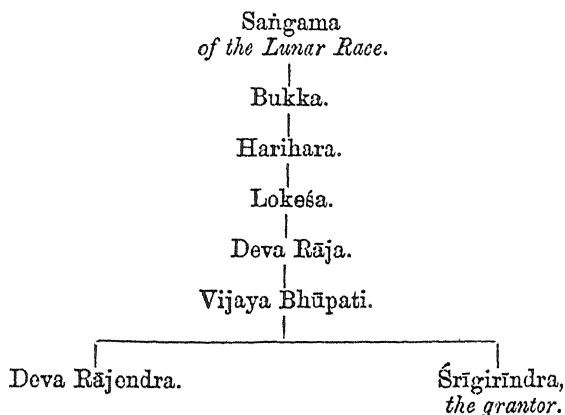 Saṅgama
of the Lunar Race.
Bukka.
Harihara.
Lokeśa.
Deva Rāja.
Vijaya Bhūpati.
Deva Rājendra. Śrīgirīndra,
the grantor.